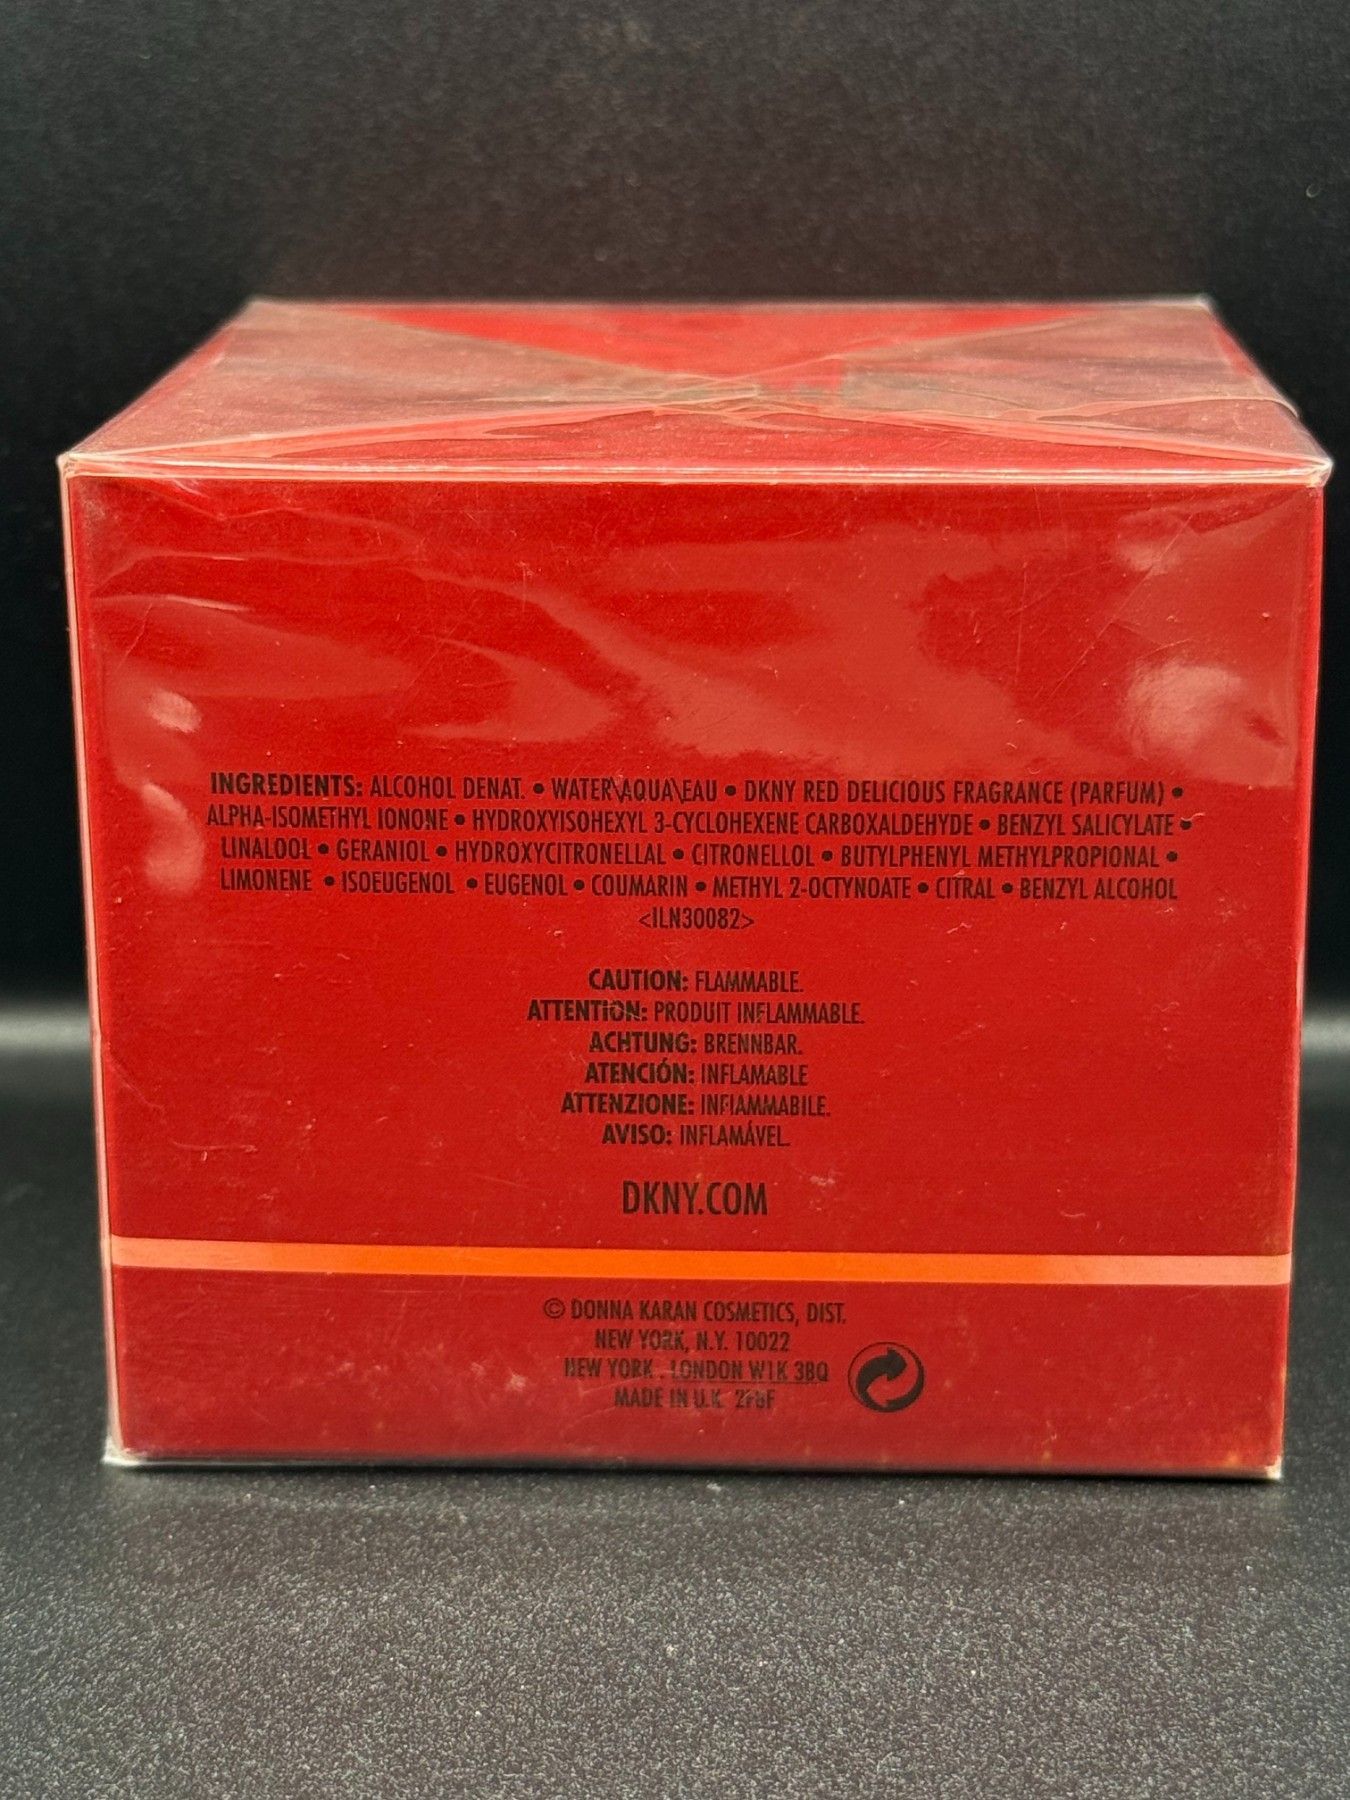 INGREDIENTS: ALCOHOL DENAT. • WATER\AQUA\EAU • DKNY RED DELICIOUS FRAGRANCE (PARFUM) •
ALPHA-ISOMETHYL IONONE • HYDROXYISOHEXYL 3-CYCLOHEXENE CARBOXALDEHYDE • BENZYL SALICYLATE •
LINALOOL • GERANIOL • HYDROXYCITRONELLAL • CITRONELLOL • BUTYLPHENYL METHYLPROPIONAL •
LIMONENE • ISOEUGENOL • EUGENOL • COUMARIN • METHYL 2-OCTYNOATE • CITRAL • BENZYL ALCOHOL
<ILN30082>
CAUTION: FLAMMABLE.
ATTENTION: PRODUIT INFLAMMABLE.
ACHTUNG: BRENNBAR.
ATENCIÓN: INFLAMABLE
ATTENZIONE: INFIAMMABILE.
AVISO: INFLAMÁVEL.
DKNY.COM
© DONNA KARAN COSMETICS, DIST.
NEW YORK, N.Y. 10022
NEW YORK . LONDON W1K 3BQ
MADE IN U.K.